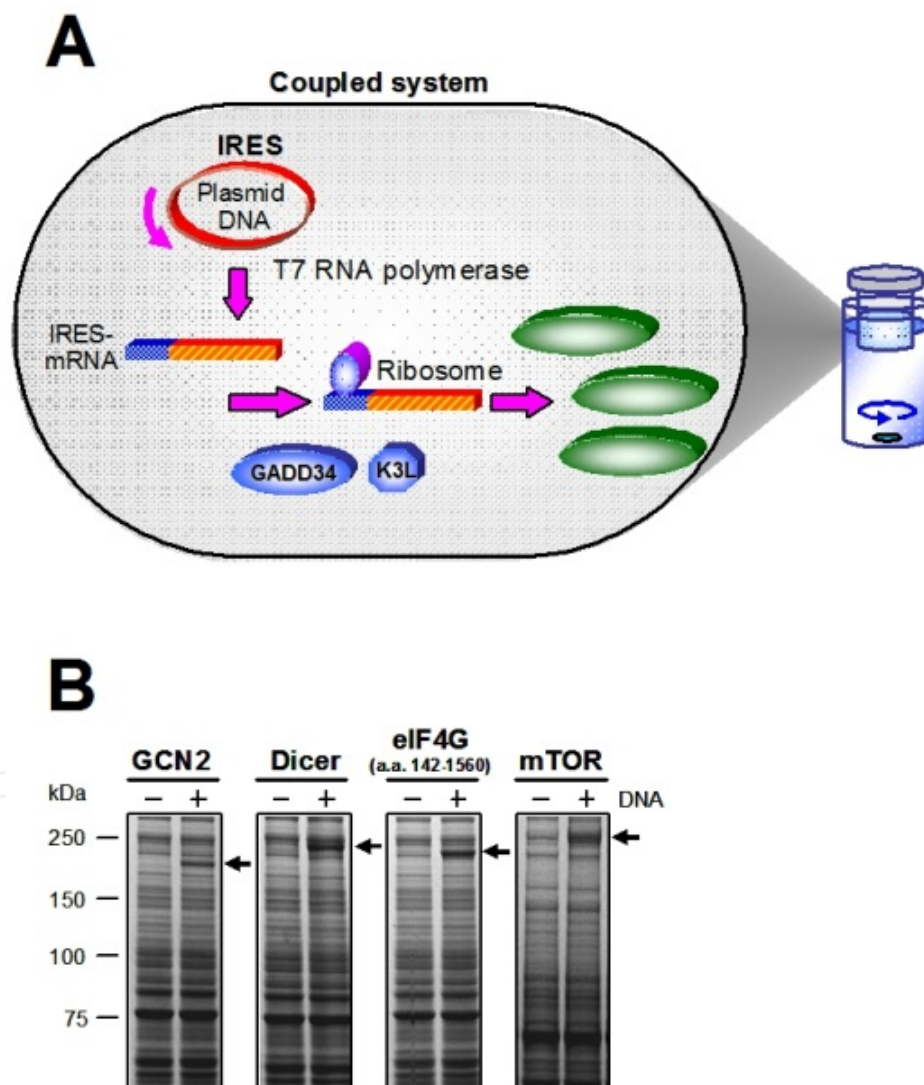 A
Coupled system
IRES
Plasmid
DNA
T7 RNA polymerase
IRES-
mRNA
Ribosome
GADD34
K3L
B
GCN2
Dicer
eIF4G
(a.a. 142-1560)
mTOR
kDa
− + − + − + − + DNA
250
150
100
75